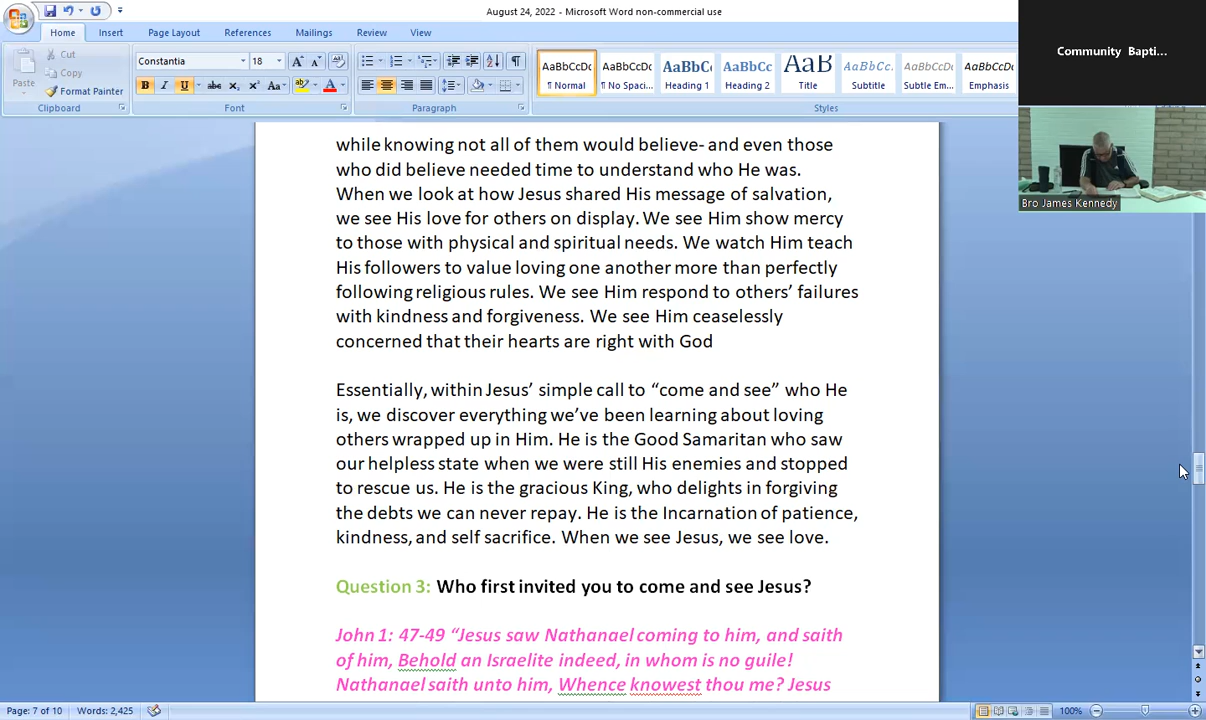 August 24, 2022 - Microsoft Word non-commercial use
Home Insert Page Layout References Mailings Review View
Paste
Cut
Copy
Format Painter
Clipboard
Constantia 18
B I U abc x₂ x² Aa
Font
Paragraph
AaBbCcDc AaBbCcDc AaBbCc AaBbCc AaB AaBbCc. AaBbCcDc AaBbCcDc
¶ Normal ¶ No Spaci... Heading 1 Heading 2 Title Subtitle Subtle Em... Emphasis
Styles
Community Bapti...
Bro James Kennedy
while knowing not all of them would believe- and even those
who did believe needed time to understand who He was.
When we look at how Jesus shared His message of salvation,
we see His love for others on display. We see Him show mercy
to those with physical and spiritual needs. We watch Him teach
His followers to value loving one another more than perfectly
following religious rules. We see Him respond to others’ failures
with kindness and forgiveness. We see Him ceaselessly
concerned that their hearts are right with God
Essentially, within Jesus’ simple call to “come and see” who He
is, we discover everything we’ve been learning about loving
others wrapped up in Him. He is the Good Samaritan who saw
our helpless state when we were still His enemies and stopped
to rescue us. He is the gracious King, who delights in forgiving
the debts we can never repay. He is the Incarnation of patience,
kindness, and self sacrifice. When we see Jesus, we see love.
Question 3: Who first invited you to come and see Jesus?
John 1: 47-49 “Jesus saw Nathanael coming to him, and saith
of him, Behold an Israelite indeed, in whom is no guile!
Nathanael saith unto him, Whence knowest thou me? Jesus
Page: 7 of 10 Words: 2,425 100%